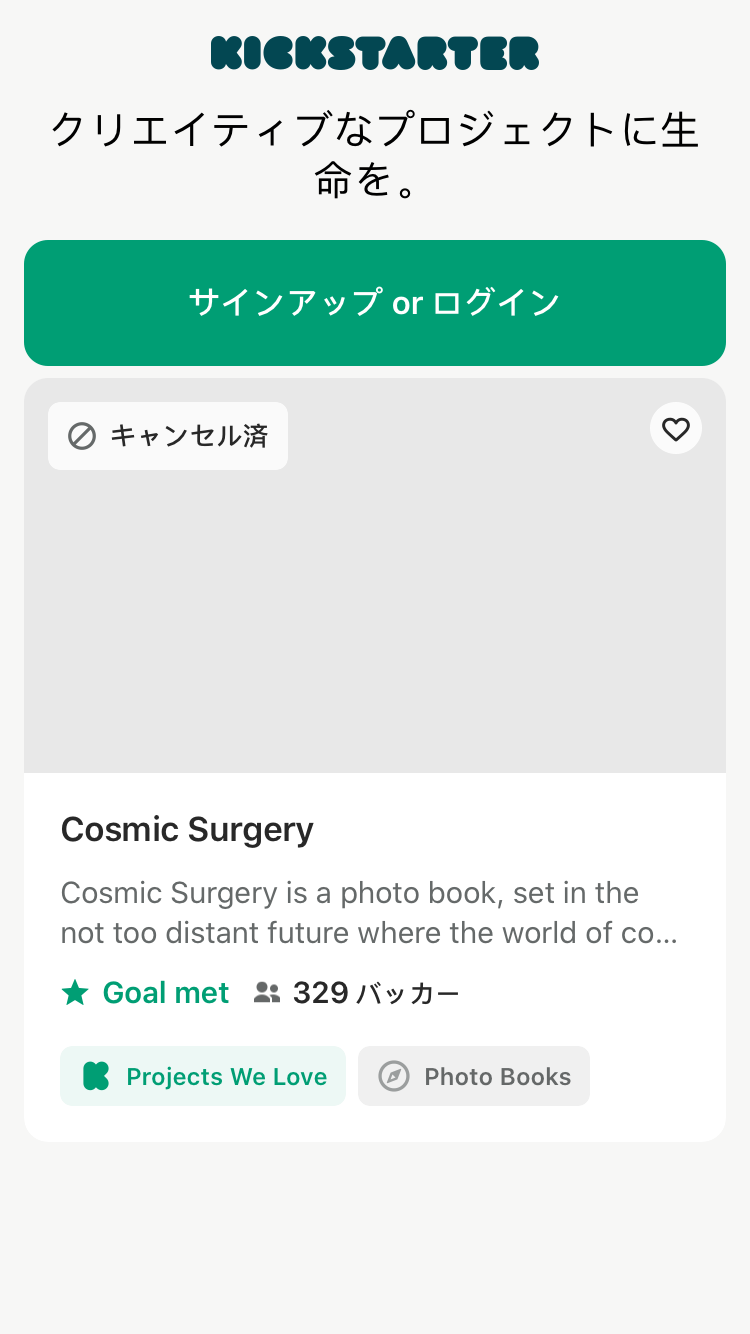 KICKSTARTER
クリエイティブなプロジェクトに生
命を。
サインアップ or ログイン
キャンセル済
Cosmic Surgery
Cosmic Surgery is a photo book, set in the
not too distant future where the world of co...
Goal met 329 バッカー
Projects We Love Photo Books